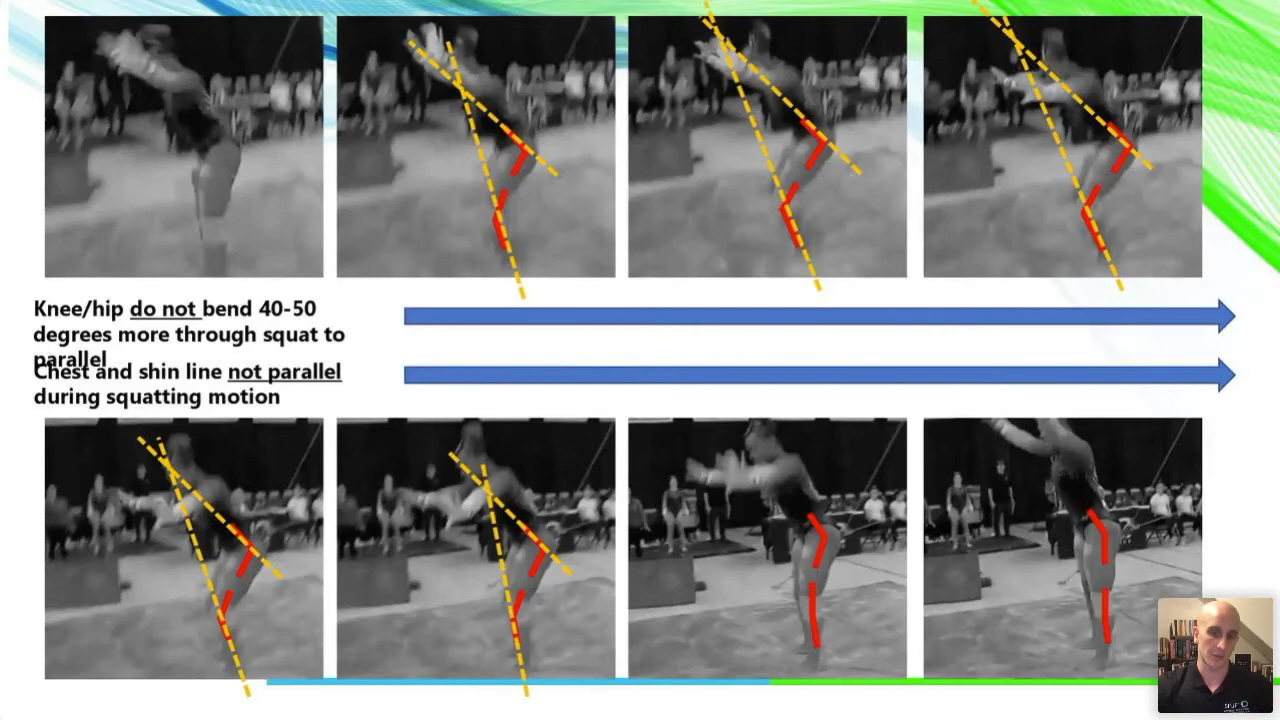 Knee/hip do not bend 40-50
degrees more through squat to
parallel
Chest and shin line not parallel
during squatting motion